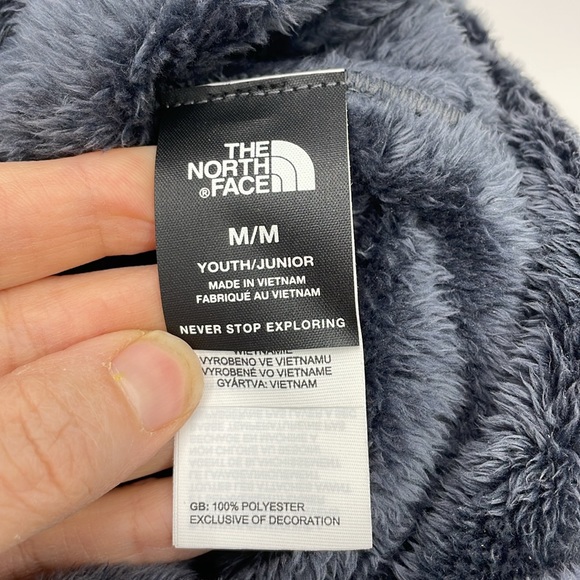 THE
NORTH
® FACE
M/M
YOUTH/JUNIOR
MADE IN VIETNAM
FABRIQUÉ AU VIETNAM
NEVER STOP EXPLORING
WIETNAMIE
VYROBENO VE VIETNAMU
VYROBENÉ VO VIETNAME
GYÁRTVA: VIETNAM
GB: 100% POLYESTER
EXCLUSIVE OF DECORATION